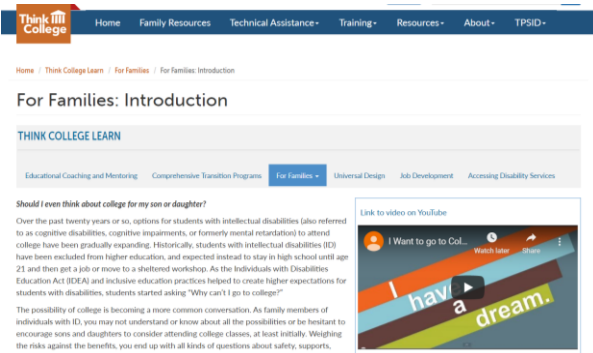 Think
College
Home Family Resources Technical Assistance Training Resources About TPSID
Home / Think College Learn / For Families / For Families: Introduction
For Families: Introduction
THINK COLLEGE LEARN
Educational Coaching and Mentoring Comprehensive Transition Programs For Families Universal Design Job Development Accessing Disability Services
Should I even think about college for my son or daughter?
Over the past twenty years or so, options for students with intellectual disabilities (also referred
to as cognitive disabilities, cognitive impairments, or formerly mental retardation) to attend
college have been gradually expanding. Historically, students with intellectual disabilities (ID)
have been excluded from higher education, and expected instead to stay in high school until age
21 and then get a job or move to a sheltered workshop. As the Individuals with Disabilities
Education Act (IDEA) and inclusive education practices helped to create higher expectations for
students with disabilities, students started asking "Why can't I go to college?"
The possibility of college is becoming a more common conversation. As family members of
individuals with ID, you may not understand or know about all the possibilities or be hesitant to
encourage sons and daughters to consider attending college classes, at least initially. Weighing
the risks against the benefits, you end up with all kinds of questions about safety, supports,
Link to video on YouTube
I Want to go to Col...
Watch later Share
I
have
a
dream.